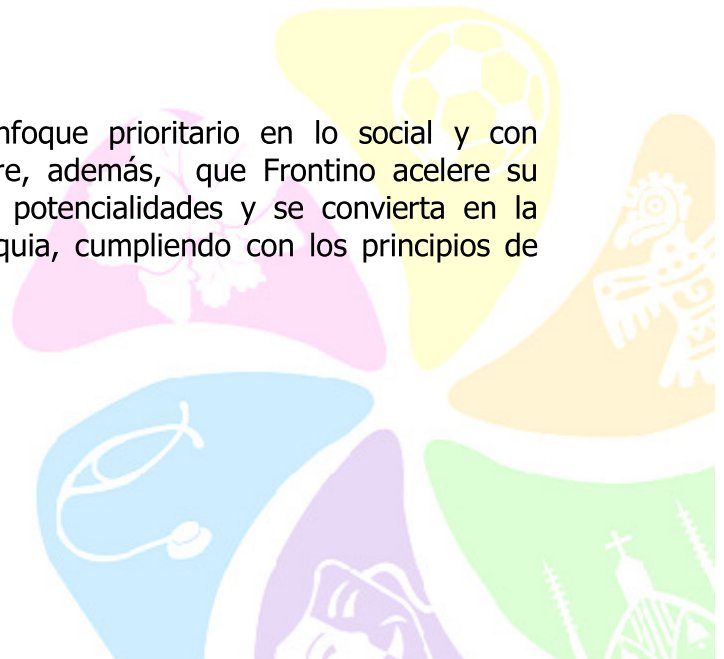 nfoque prioritario en lo social y con
re, además, que Frontino acelere su
potencialidades y se convierta en la
quia, cumpliendo con los principios de